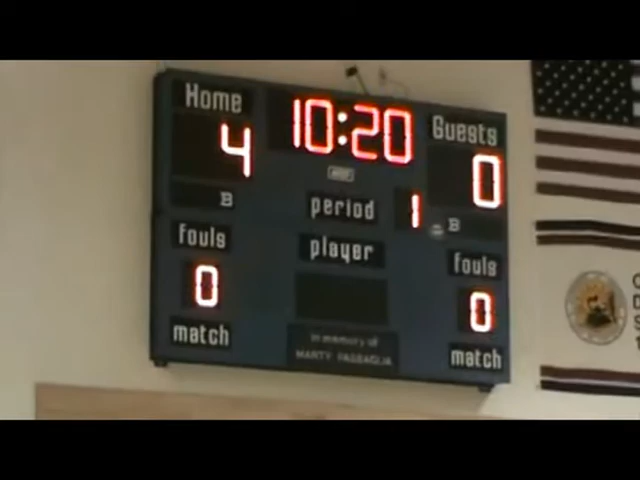 Home 10:20 Guests
4 0
B period 1 B
fouls player fouls
0 0
match in memory of match
MARTY